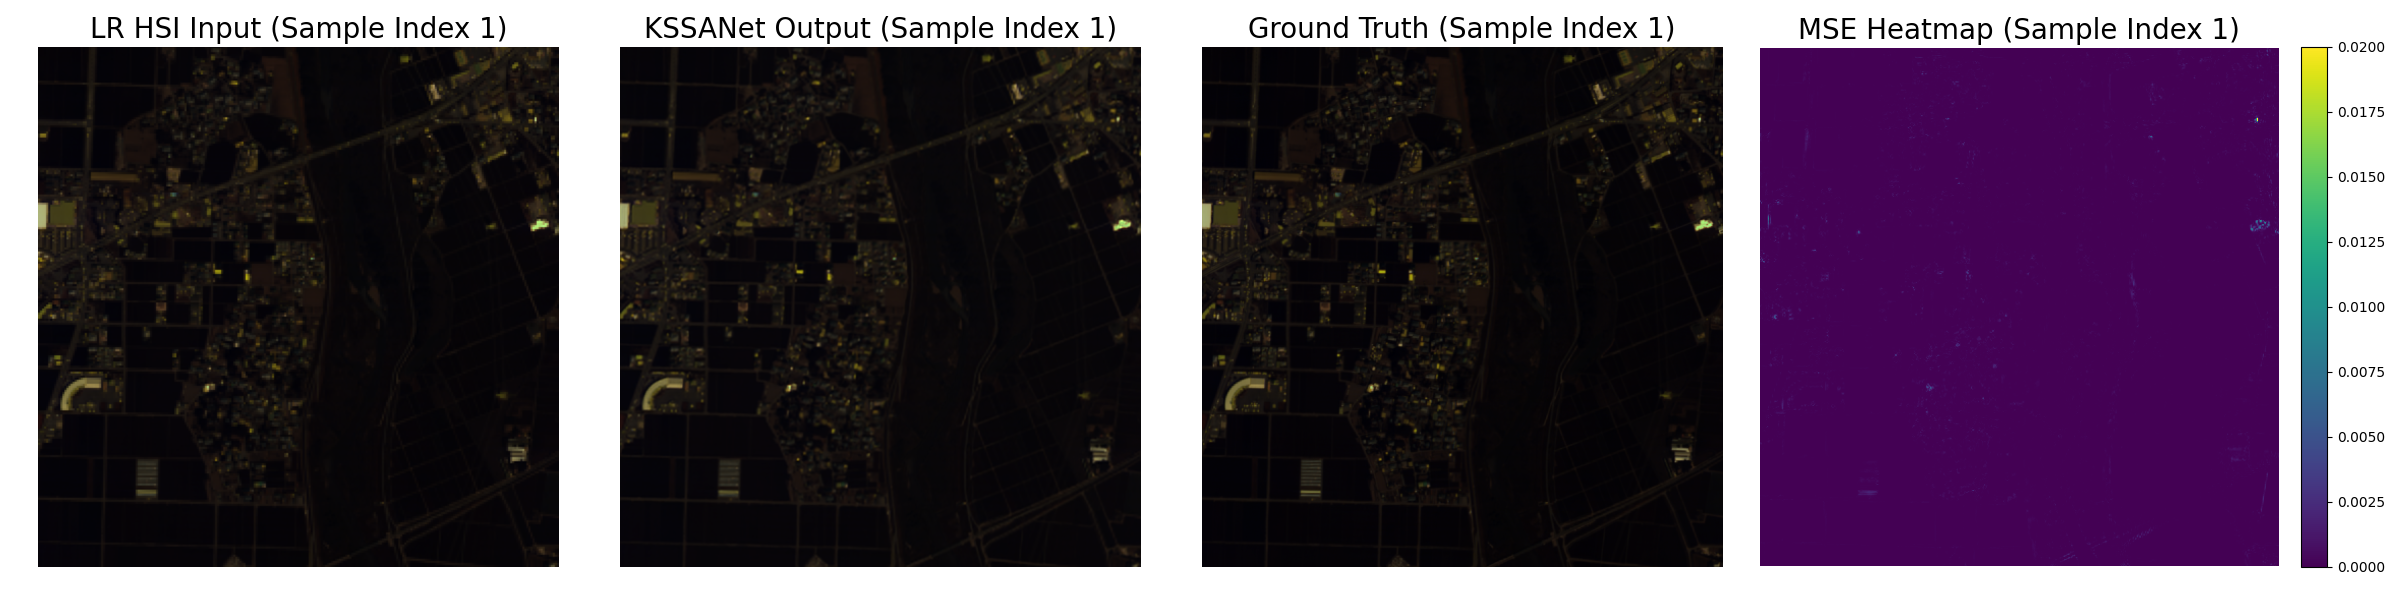 LR HSI Input (Sample Index 1)
KSSANet Output (Sample Index 1)
Ground Truth (Sample Index 1)
MSE Heatmap (Sample Index 1)
0.0200
0.0175
0.0150
0.0125
0.0100
0.0075
0.0050
0.0025
0.0000